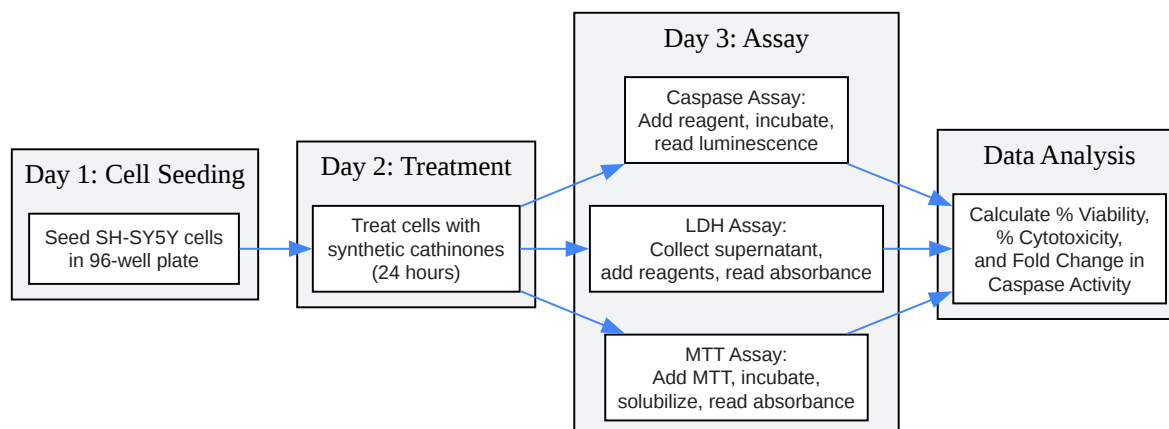 Day 1: Cell Seeding
Seed SH-SY5Y cells
in 96-well plate
Day 2: Treatment
Treat cells with
synthetic cathinones
(24 hours)
Day 3: Assay
Caspase Assay:
Add reagent, incubate,
read luminescence
LDH Assay:
Collect supernatant,
add reagents, read absorbance
MTT Assay:
Add MTT, incubate,
solubilize, read absorbance
Data Analysis
Calculate % Viability,
% Cytotoxicity,
and Fold Change in
Caspase Activity